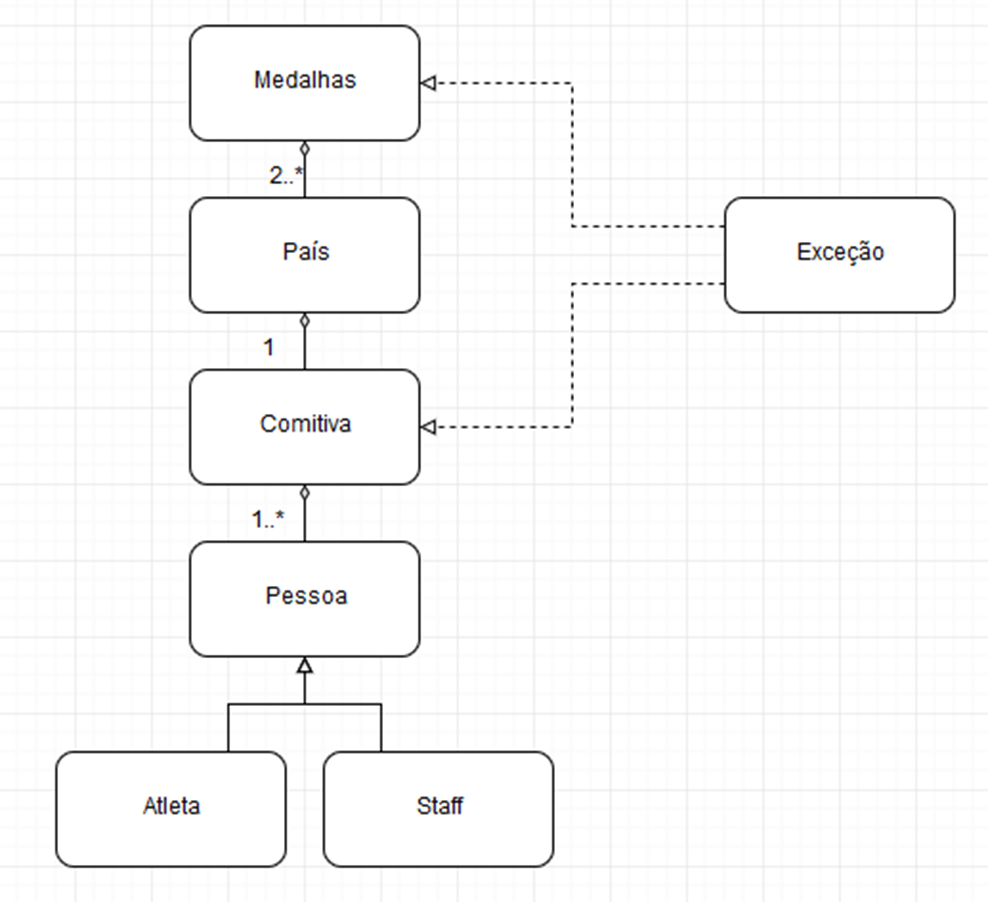 Medalhas
2..*
País
Exceção
1
Comitiva
1..*
Pessoa
Atleta
Staff